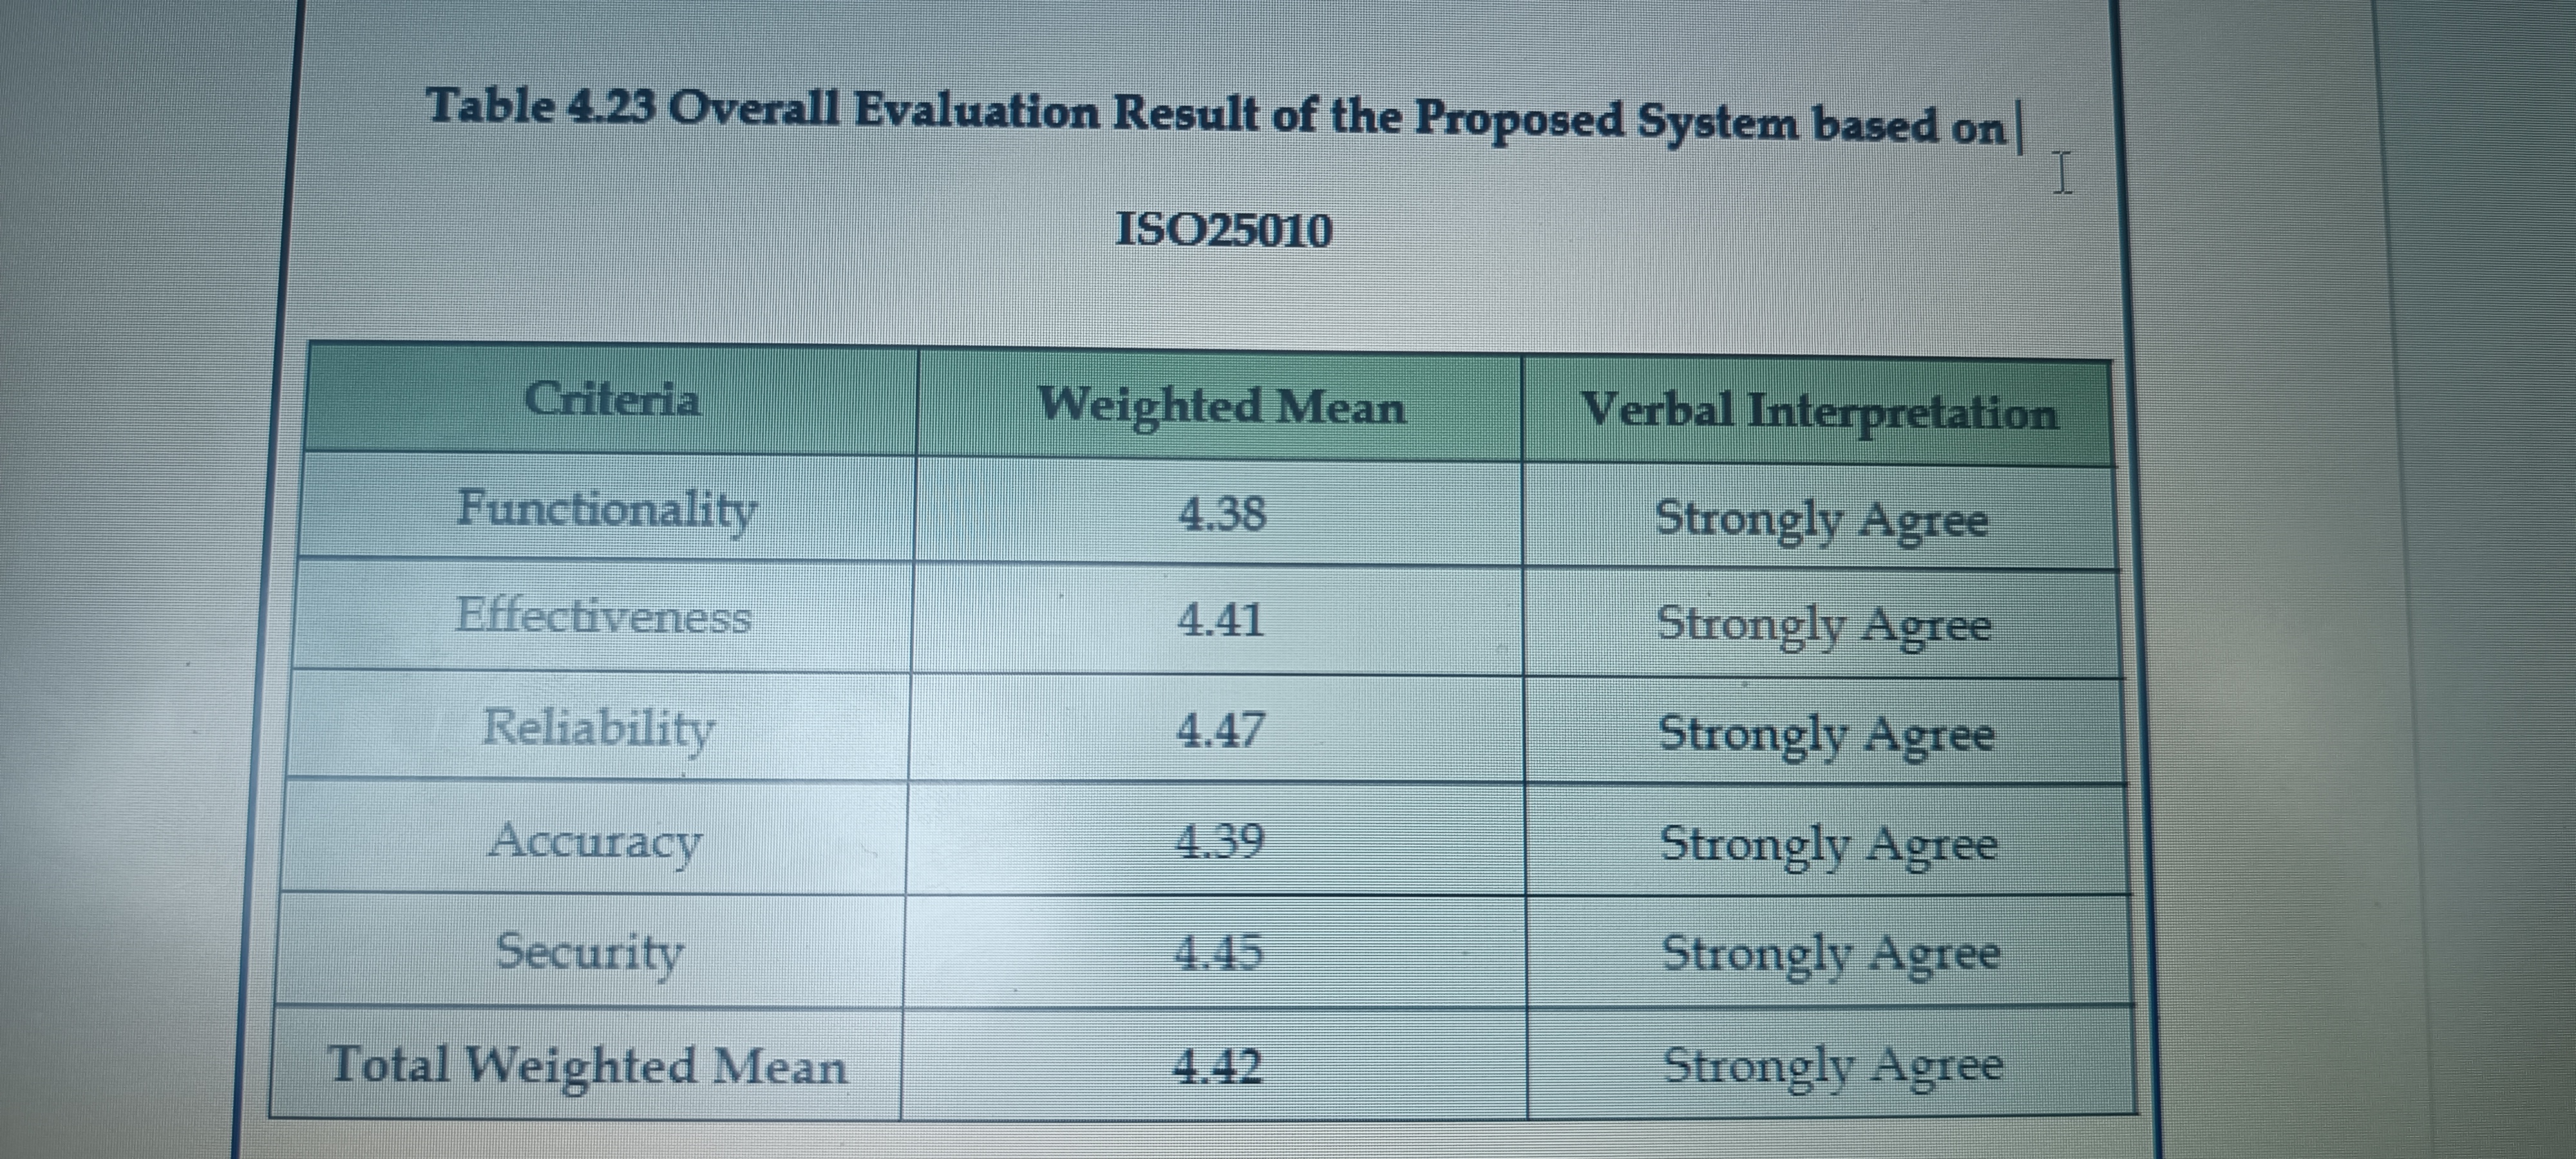 Table 4.23 Overall Evaluation Result of the Proposed System based on
ISO25010
Criteria Weighted Mean Verbal Interpretation
Functionality 4.38 Strongly Agree
Effectiveness 4.41 Strongly Agree
Reliability 4.47 Strongly Agree
Accuracy 4.39 Strongly Agree
Security 4.45 Strongly Agree
Total Weighted Mean 4.42 Strongly Agree